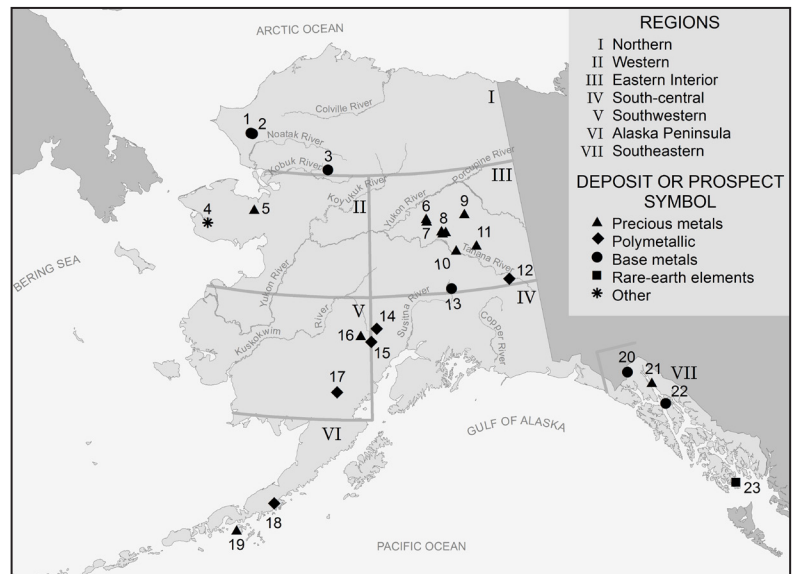 ARCTIC OCEAN
REGIONS
I Northern
II Western
III Eastern Interior
IV South-central
V Southwestern
VI Alaska Peninsula
VII Southeastern
DEPOSIT OR PROSPECT
SYMBOL
Precious metals
Polymetallic
Base metals
Rare-earth elements
Other
I
Colville River
1
2
Noatak River
3
Kobuk River
Porcupine River
III
Koyukuk River
II
4
5
Yukon River
6
9
7
8
11
10
Tanana River
12
BERING SEA
Yukon River
13
IV
Susitna River
Copper River
V
14
River
Kuskokwim
16
15
17
20
21
VII
22
GULF OF ALASKA
VI
23
18
19
PACIFIC OCEAN